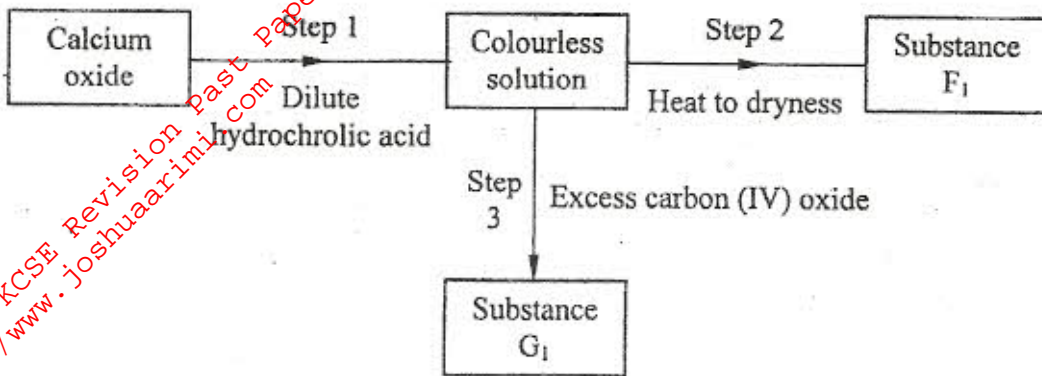 Calcium
oxide
Step 1
Dilute
hydrochrolic acid
Colourless
solution
Step 2
Heat to dryness
Substance
F₁
Step
3
Excess carbon (IV) oxide
Substance
G₁
KCSE Revision Past Pape
/www.joshuaarimi.com